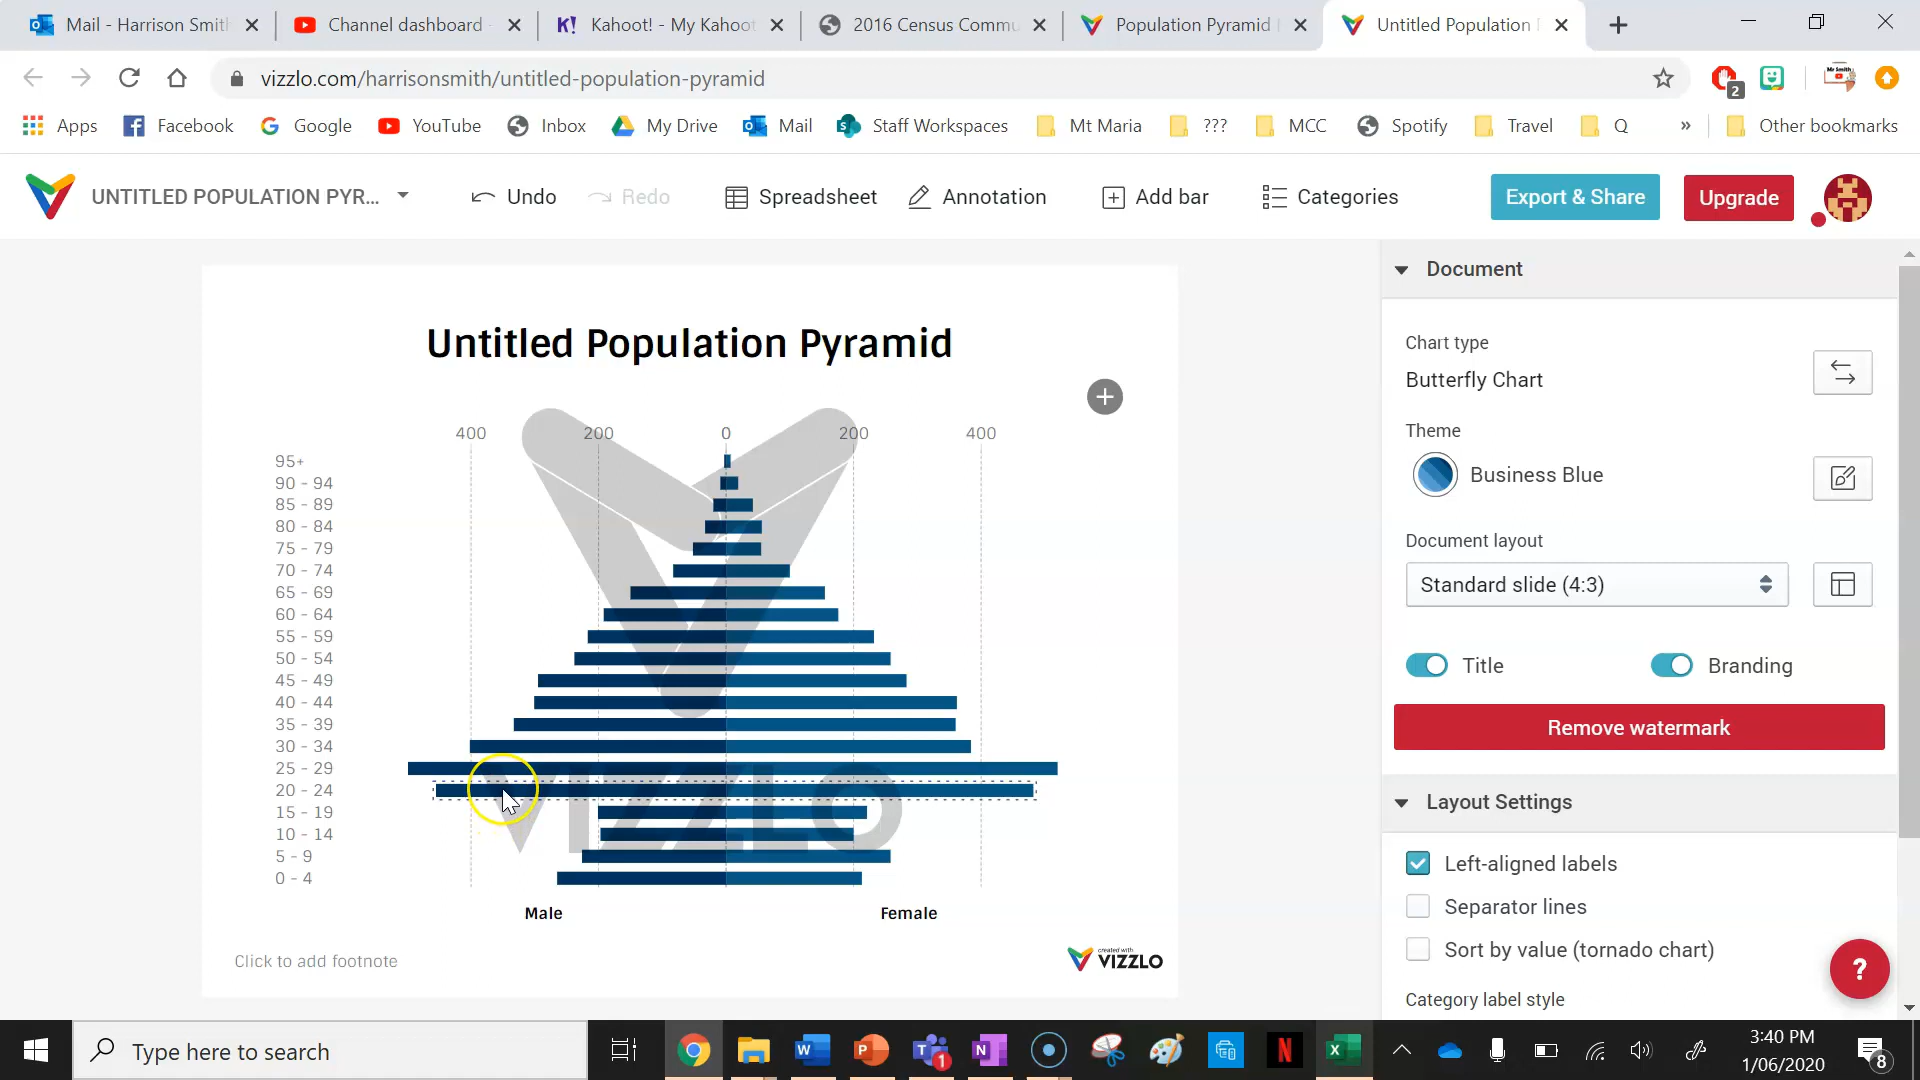 Mail - Harrison Smith
Channel dashboard
Kahoot! - My Kahoot
2016 Census Commu
Population Pyramid
Untitled Population
vizzlo.com/harrisonsmith/untitled-population-pyramid
2
Apps
Facebook
Google
YouTube
Inbox
My Drive
Mail
Staff Workspaces
Mt Maria
???
MCC
Spotify
Travel
Q
»
Other bookmarks
UNTITLED POPULATION PYR...
Undo
Redo
Spreadsheet
Annotation
Add bar
Categories
Export & Share
Upgrade
Untitled Population Pyramid
400
200
0
200
400
95+
90 - 94
85 - 89
80 - 84
75 - 79
70 - 74
65 - 69
60 - 64
55 - 59
50 - 54
45 - 49
40 - 44
35 - 39
30 - 34
25 - 29
20 - 24
15 - 19
10 - 14
5 - 9
0 - 4
VIZZLO
Male
Female
Click to add footnote
created with
VIZZLO
Document
Chart type
Butterfly Chart
Theme
Business Blue
Document layout
Standard slide (4:3)
Title
Branding
Remove watermark
Layout Settings
Left-aligned labels
Separator lines
Sort by value (tornado chart)
Category label style
?
Type here to search
1
3:40 PM
1/06/2020
8